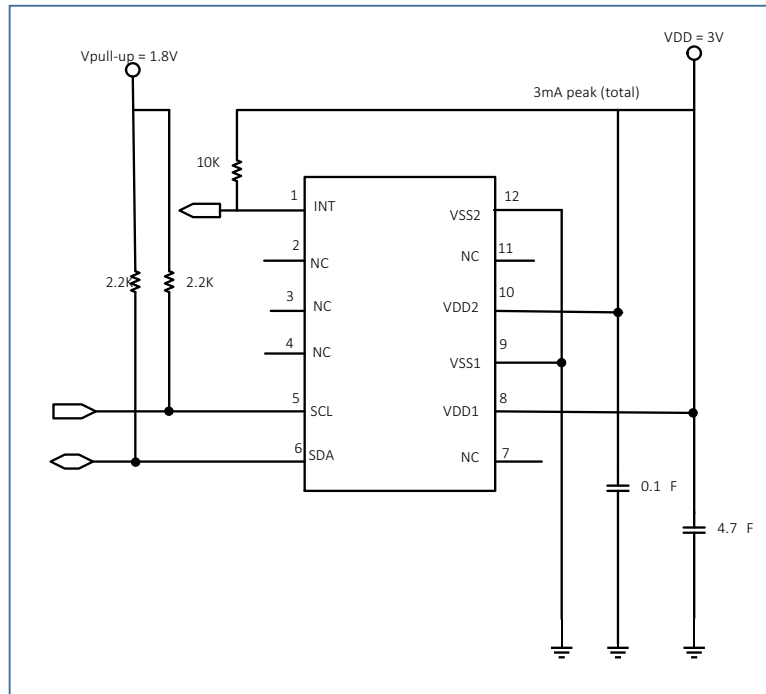 VDD = 3V
Vpull-up = 1.8V
3mA peak (total)
10K
1
INT
12
VSS2
2
NC
11
NC
2.2K
2.2K
3
NC
10
VDD2
4
NC
9
VSS1
5
SCL
8
VDD1
6
SDA
7
NC
0.1 F
4.7 F